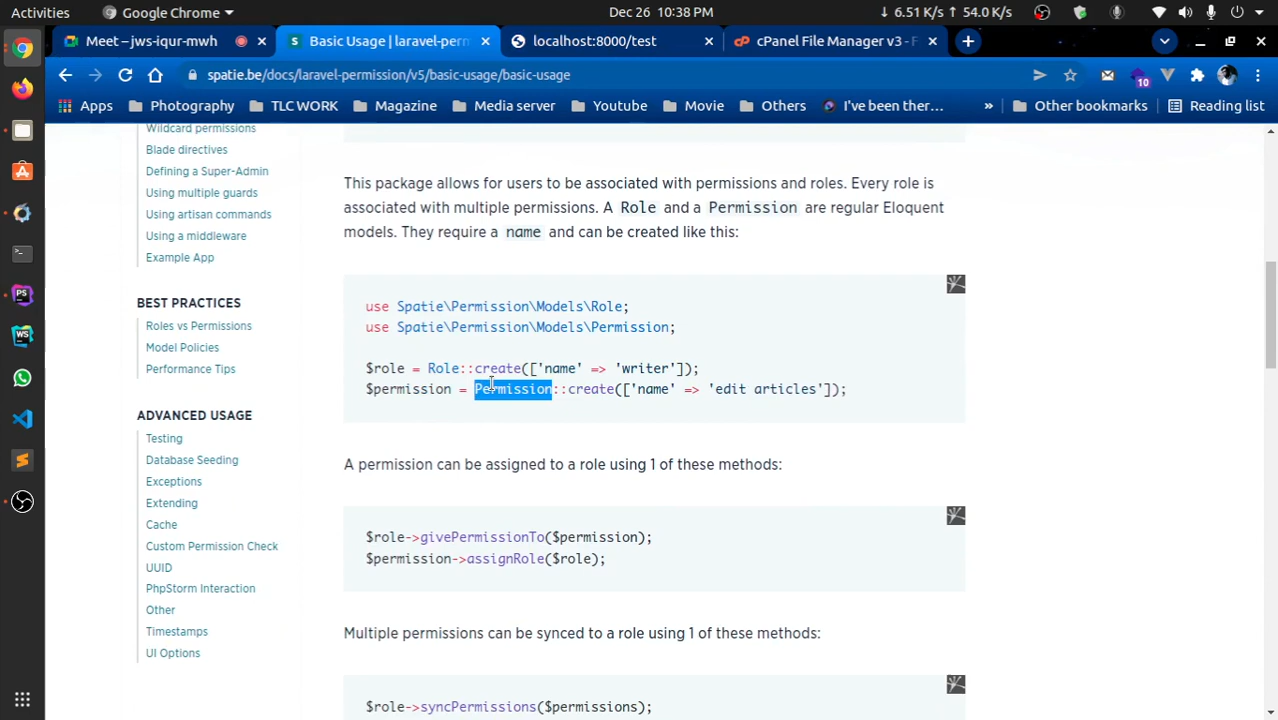 Activities Google Chrome Dec 26 10:38 PM ↓ 6.51 K/s ↑ 54.0 K/s
Meet – jws-iqur-mwh Basic Usage | laravel-perm localhost:8000/test cPanel File Manager v3 - F
spatie.be/docs/laravel-permission/v5/basic-usage/basic-usage 10
Apps Photography TLC WORK Magazine Media server Youtube Movie Others I've been ther… » Other bookmarks Reading list
Wildcard permissions
Blade directives
Defining a Super-Admin
Using multiple guards
Using artisan commands
Using a middleware
Example App
BEST PRACTICES
Roles vs Permissions
Model Policies
Performance Tips
ADVANCED USAGE
Testing
Database Seeding
Exceptions
Extending
Cache
Custom Permission Check
UUID
PhpStorm Interaction
Other
Timestamps
UI Options
This package allows for users to be associated with permissions and roles. Every role is
associated with multiple permissions. A Role and a Permission are regular Eloquent
models. They require a name and can be created like this:
use Spatie\Permission\Models\Role;
use Spatie\Permission\Models\Permission;
$role = Role::create(['name' => 'writer']);
$permission = Permission::create(['name' => 'edit articles']);
A permission can be assigned to a role using 1 of these methods:
$role->givePermissionTo($permission);
$permission->assignRole($role);
Multiple permissions can be synced to a role using 1 of these methods:
$role->syncPermissions($permissions);
PS
WS